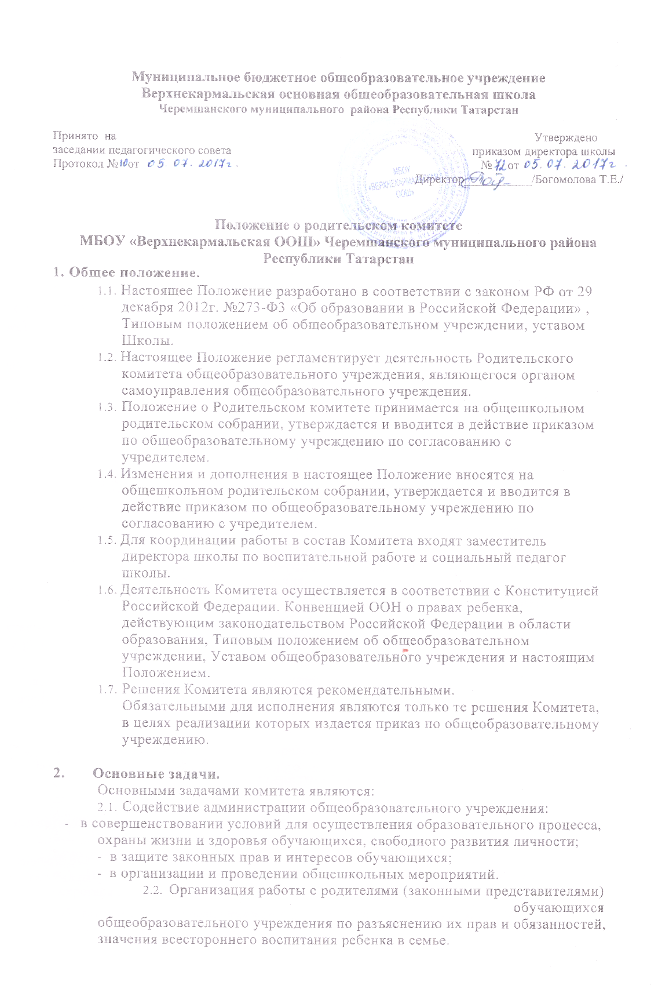 Муниципальное бюджетное общеобразовательное учреждение
Верхнекармальская основная общеобразовательная школа
Черемшанского муниципального района Республики Татарстан
Принято на
заседании педагогического совета
Протокол №10от 05.07.2017г.
Утверждено
приказом директора школы
№72от 05.07.2017г.
Директор /Богомолова Т.Е./
МБОУ
«ВЕРХНЕКАРМАЛЬСКАЯ
ООШ»
Положение о родительском комитете
МБОУ «Верхнекармальская ООШ» Черемшанского муниципального района
Республики Татарстан
1. Общее положение.
1.1. Настоящее Положение разработано в соответствии с законом РФ от 29
декабря 2012г. №273-ФЗ «Об образовании в Российской Федерации» ,
Типовым положением об общеобразовательном учреждении, уставом
Школы.
1.2. Настоящее Положение регламентирует деятельность Родительского
комитета общеобразовательного учреждения, являющегося органом
самоуправления общеобразовательного учреждения.
1.3. Положение о Родительском комитете принимается на общешкольном
родительском собрании, утверждается и вводится в действие приказом
по общеобразовательному учреждению по согласованию с
учредителем.
1.4. Изменения и дополнения в настоящее Положение вносятся на
общешкольном родительском собрании, утверждается и вводится в
действие приказом по общеобразовательному учреждению по
согласованию с учредителем.
1.5. Для координации работы в состав Комитета входят заместитель
директора школы по воспитательной работе и социальный педагог
школы.
1.6. Деятельность Комитета осуществляется в соответствии с Конституцией
Российской Федерации. Конвенцией ООН о правах ребенка,
действующим законодательством Российской Федерации в области
образования, Типовым положением об общеобразовательном
учреждении, Уставом общеобразовательного учреждения и настоящим
Положением.
1.7. Решения Комитета являются рекомендательными.
Обязательными для исполнения являются только те решения Комитета,
в целях реализации которых издается приказ по общеобразовательному
учреждению.
2. Основные задачи.
Основными задачами комитета являются:
2.1. Содействие администрации общеобразовательного учреждения:
- в совершенствовании условий для осуществления образовательного процесса,
охраны жизни и здоровья обучающихся, свободного развития личности;
- в защите законных прав и интересов обучающихся;
- в организации и проведении общешкольных мероприятий.
2.2. Организация работы с родителями (законными представителями)
обучающихся
общеобразовательного учреждения по разъяснению их прав и обязанностей,
значения всестороннего воспитания ребенка в семье.